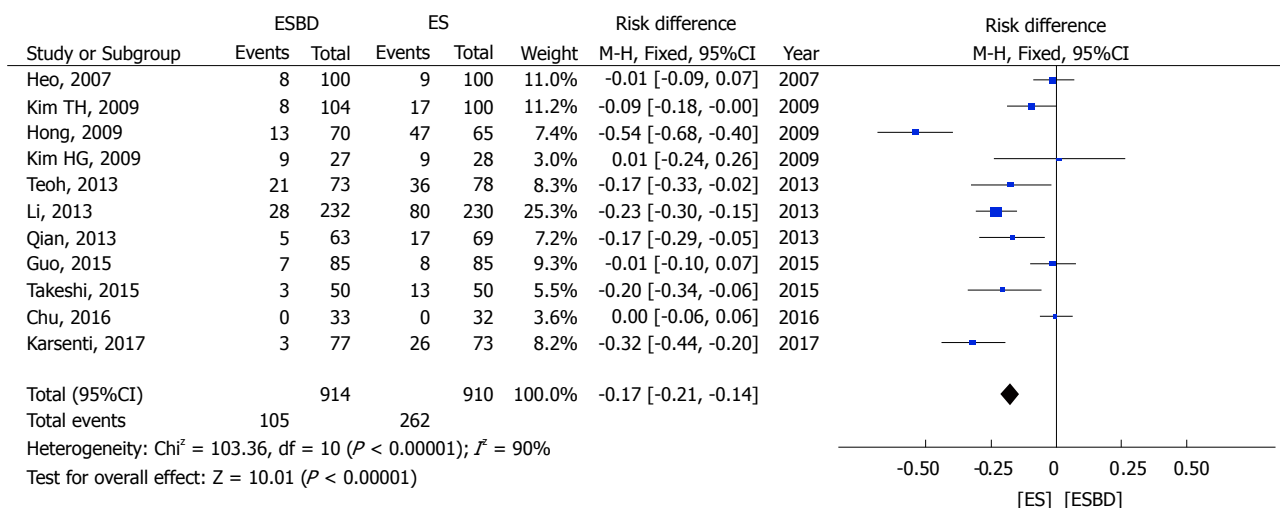 ESBD ES Risk difference Risk difference
Study or Subgroup Events Total Events Total Weight M-H, Fixed, 95%CI Year M-H, Fixed, 95%CI
Heo, 2007 8 100 9 100 11.0% -0.01 [-0.09, 0.07] 2007
Kim TH, 2009 8 104 17 100 11.2% -0.09 [-0.18, -0.00] 2009
Hong, 2009 13 70 47 65 7.4% -0.54 [-0.68, -0.40] 2009
Kim HG, 2009 9 27 9 28 3.0% 0.01 [-0.24, 0.26] 2009
Teoh, 2013 21 73 36 78 8.3% -0.17 [-0.33, -0.02] 2013
Li, 2013 28 232 80 230 25.3% -0.23 [-0.30, -0.15] 2013
Qian, 2013 5 63 17 69 7.2% -0.17 [-0.29, -0.05] 2013
Guo, 2015 7 85 8 85 9.3% -0.01 [-0.10, 0.07] 2015
Takeshi, 2015 3 50 13 50 5.5% -0.20 [-0.34, -0.06] 2015
Chu, 2016 0 33 0 32 3.6% 0.00 [-0.06, 0.06] 2016
Karsenti, 2017 3 77 26 73 8.2% -0.32 [-0.44, -0.20] 2017
Total (95%CI) 914 910 100.0% -0.17 [-0.21, -0.14]
Total events 105 262
Heterogeneity: Chiᶻ = 103.36, df = 10 (P < 0.00001); Iᶻ = 90%
Test for overall effect: Z = 10.01 (P < 0.00001)
-0.50 -0.25 0 0.25 0.50
[ES] [ESBD]